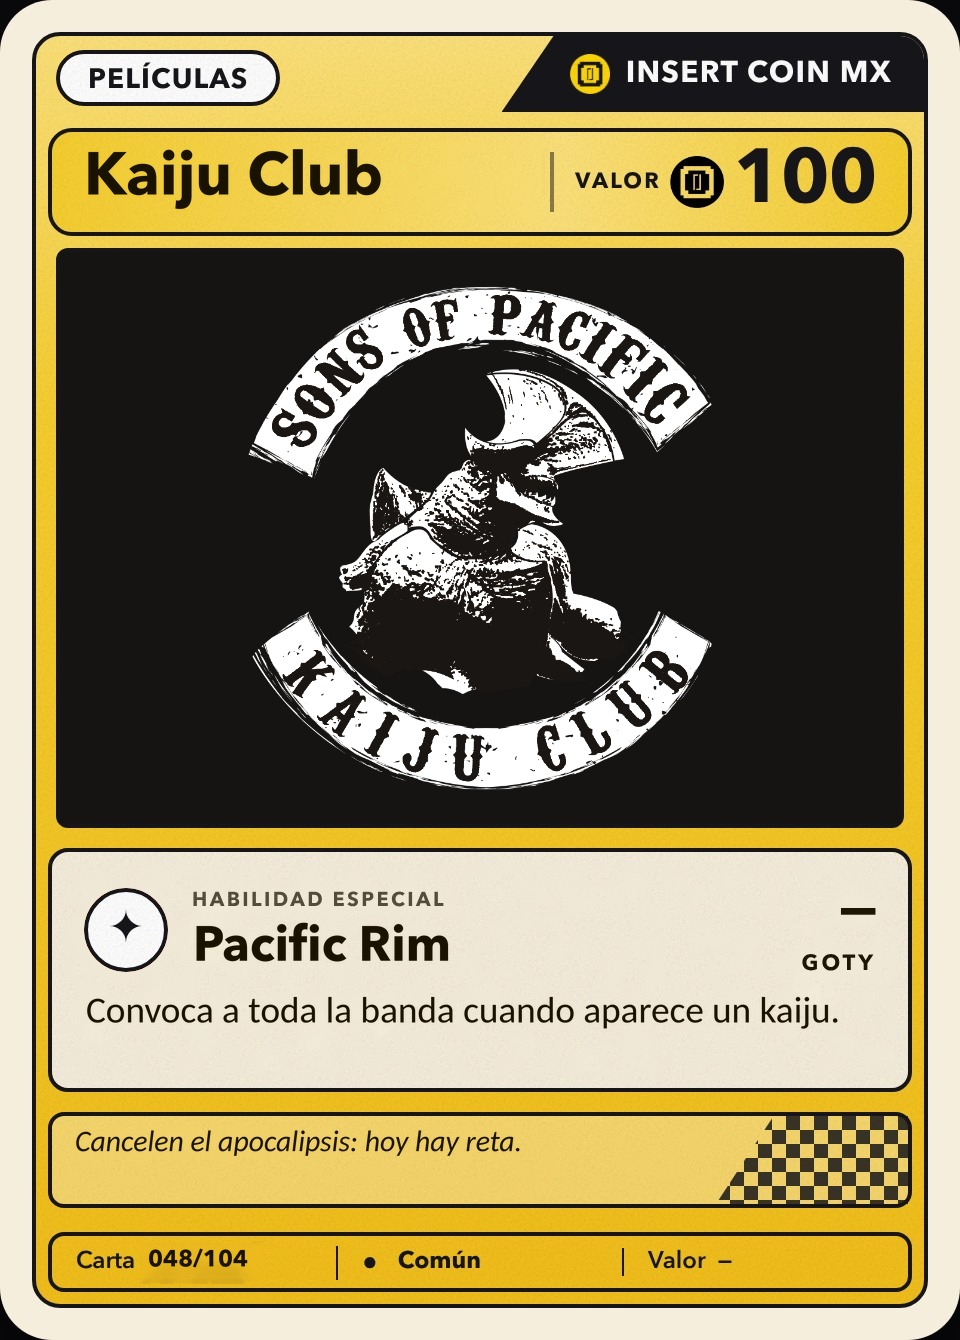 PELÍCULAS
INSERT COIN MX
Kaiju Club
VALOR 100
SONS OF PACIFIC
KAIJU CLUB
HABILIDAD ESPECIAL
Pacific Rim
–
GOTY
Convoca a toda la banda cuando aparece un kaiju.
Cancelen el apocalipsis: hoy hay reta.
Carta 048/104 • Común Valor –